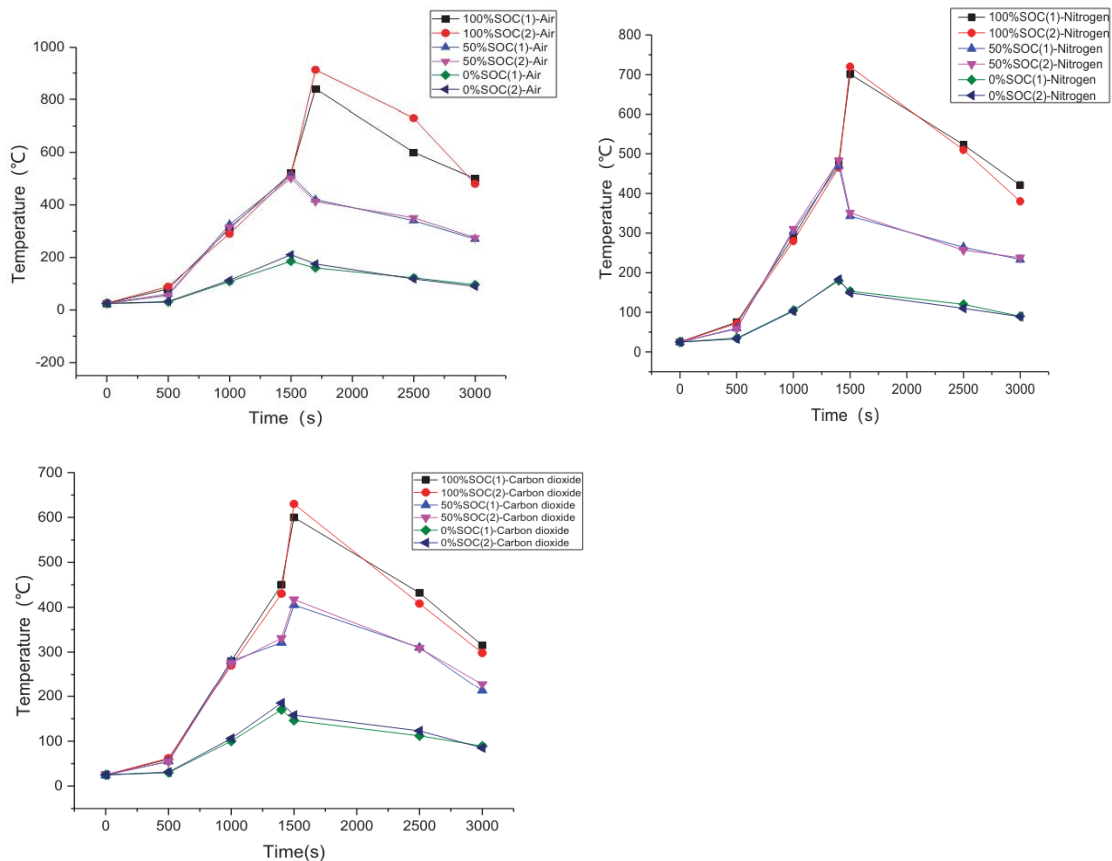 100%SOC(1)-Air
100%SOC(2)-Air
50%SOC(1)-Air
50%SOC(2)-Air
0%SOC(1)-Air
0%SOC(2)-Air
1000
800
600
400
200
0
-200
Temperature (℃)
0 500 1000 1500 2000 2500 3000
Time (s)
100%SOC(1)-Nitrogen
100%SOC(2)-Nitrogen
50%SOC(1)-Nitrogen
50%SOC(2)-Nitrogen
0%SOC(1)-Nitrogen
0%SOC(2)-Nitrogen
800
700
600
500
400
300
200
100
0
Temperature (℃)
0 500 1000 1500 2000 2500 3000
Time (s)
100%SOC(1)-Carbon dioxide
100%SOC(2)-Carbon dioxide
50%SOC(1)-Carbon dioxide
50%SOC(2)-Carbon dioxide
0%SOC(1)-Carbon dioxide
0%SOC(2)-Carbon dioxide
700
600
500
400
300
200
100
0
Temperature (℃)
0 500 1000 1500 2000 2500 3000
Time(s)